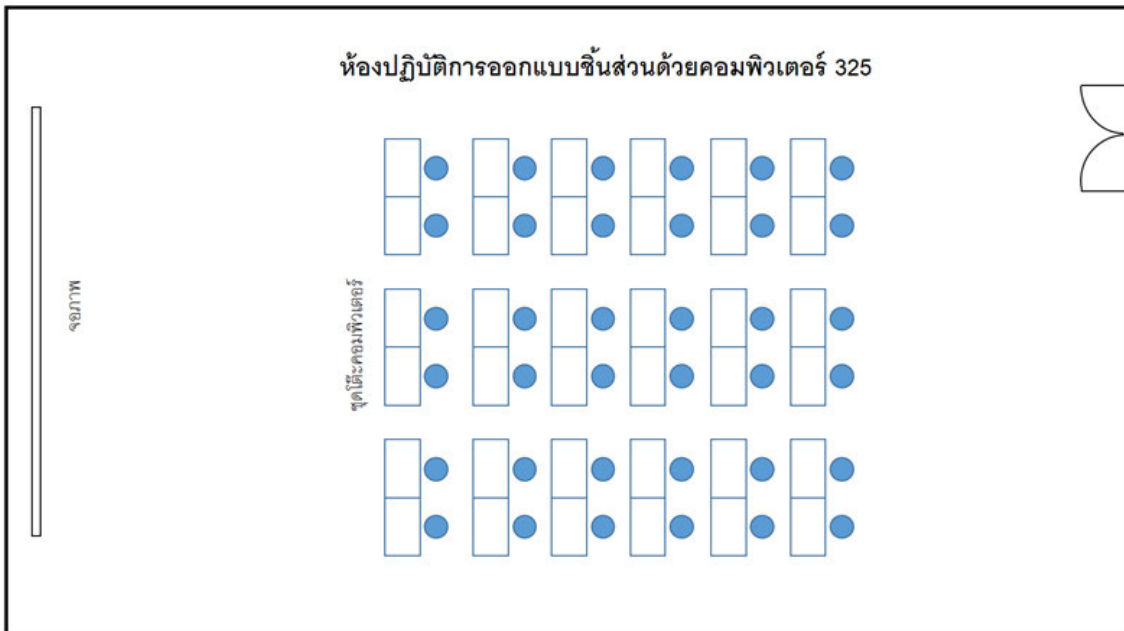 ห้องปฏิบัติการออกแบบชิ้นส่วนด้วยคอมพิวเตอร์ 325
จอภาพ
ชุดโต๊ะคอมพิวเตอร์